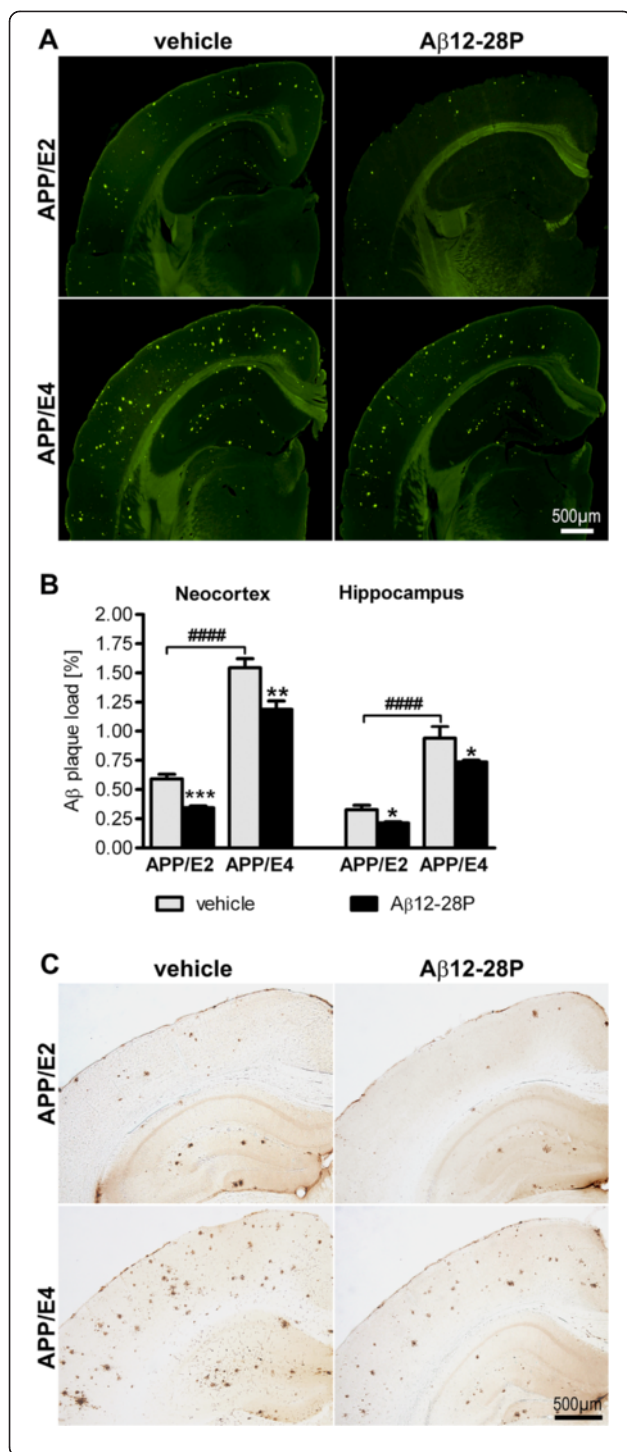 A
vehicle Aβ12-28P
APP/E2
APP/E4
500µm
B
Neocortex Hippocampus
Aβ plaque load [%]
2.00
1.75
1.50
1.25
1.00
0.75
0.50
0.25
0.00
####
***
**
####
*
*
APP/E2 APP/E4 APP/E2 APP/E4
vehicle Aβ12-28P
C
vehicle Aβ12-28P
APP/E2
APP/E4
500µm